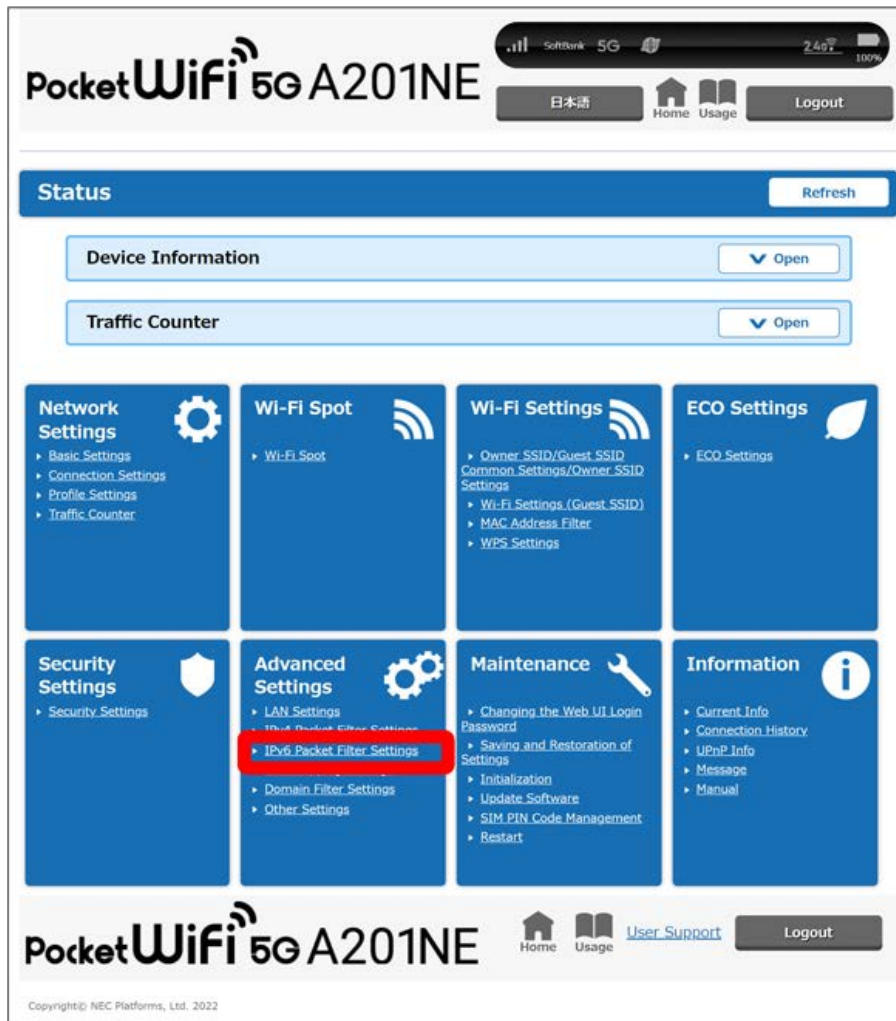 SoftBank 5G 2.4G 100%
Pocket WiFi 5G A201NE
日本語 Home Usage Logout
Status Refresh
Device Information Open
Traffic Counter Open
Network
Settings
Basic Settings
Connection Settings
Profile Settings
Traffic Counter
Wi-Fi Spot
Wi-Fi Spot
Wi-Fi Settings
Owner SSID/Guest SSID
Common Settings/Owner SSID
Settings
Wi-Fi Settings (Guest SSID)
MAC Address Filter
WPS Settings
ECO Settings
ECO Settings
Security
Settings
Security Settings
Advanced
Settings
LAN Settings
IPv4 Packet Filter Settings
IPv6 Packet Filter Settings
Domain Filter Settings
Other Settings
Maintenance
Changing the Web UI Login
Password
Saving and Restoration of
Settings
Initialization
Update Software
SIM PIN Code Management
Restart
Information
Current Info
Connection History
UPnP Info
Message
Manual
Pocket WiFi 5G A201NE
Home Usage User Support Logout
Copyright© NEC Platforms, Ltd. 2022